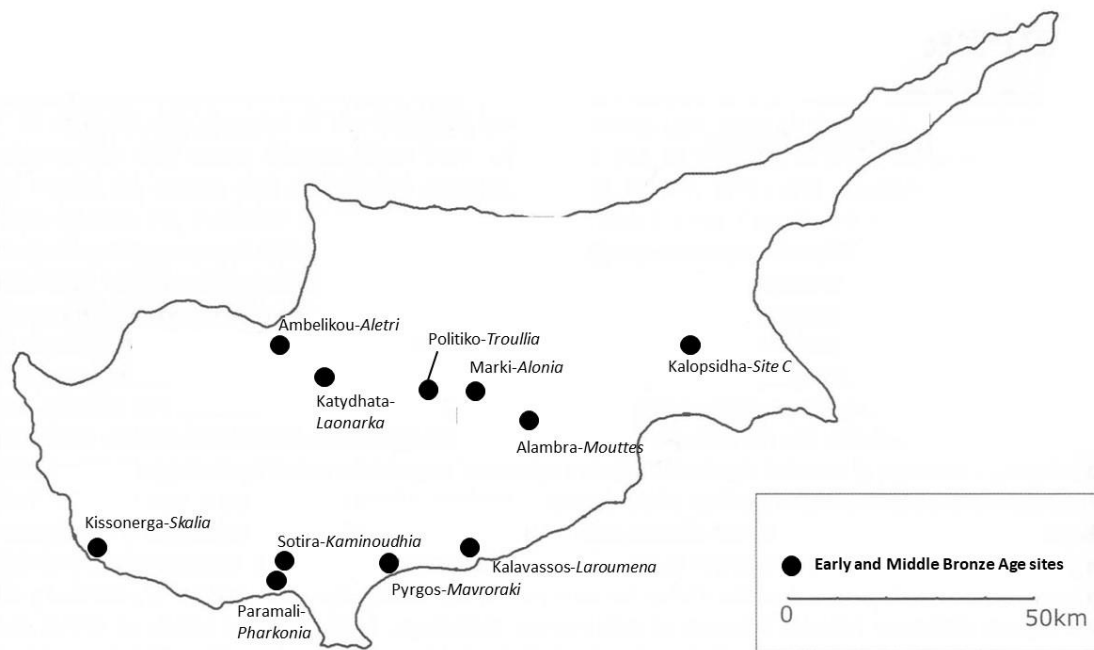 Ambelikou-Aletri
Politiko-Troullia
Marki-Alonia
Kalopsidha-Site C
Katydhata-
Laonarka
Alambra-Mouttes
Kissonerga-Skalia
Sotira-Kaminoudhia
Kalavassos-Laroumena
Pyrgos-Mavroraki
Paramali-
Pharkonia
Early and Middle Bronze Age sites
0
50km